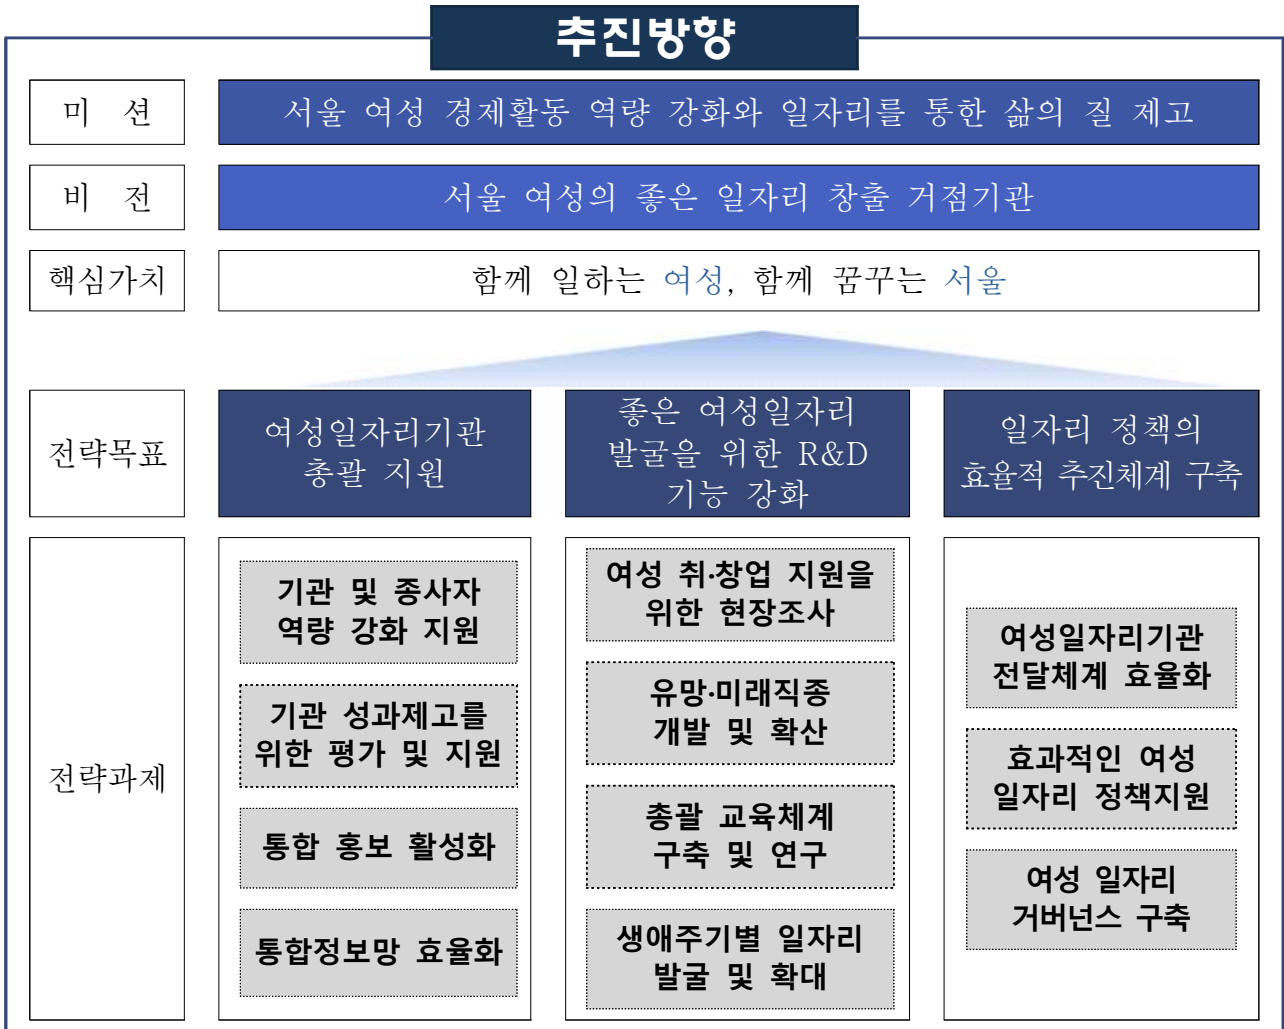 추진방향
미 션
서울 여성 경제활동 역량 강화와 일자리를 통한 삶의 질 제고
비 전
서울 여성의 좋은 일자리 창출 거점기관
핵심가치
함께 일하는 여성, 함께 꿈꾸는 서울
전략목표
여성일자리기관
총괄 지원
좋은 여성일자리
발굴을 위한 R&D
기능 강화
일자리 정책의
효율적 추진체계 구축
전략과제
기관 및 종사자
역량 강화 지원
기관 성과제고를
위한 평가 및 지원
통합 홍보 활성화
통합정보망 효율화
여성 취·창업 지원을
위한 현장조사
유망·미래직종
개발 및 확산
총괄 교육체계
구축 및 연구
생애주기별 일자리
발굴 및 확대
여성일자리기관
전달체계 효율화
효과적인 여성
일자리 정책지원
여성 일자리
거버넌스 구축